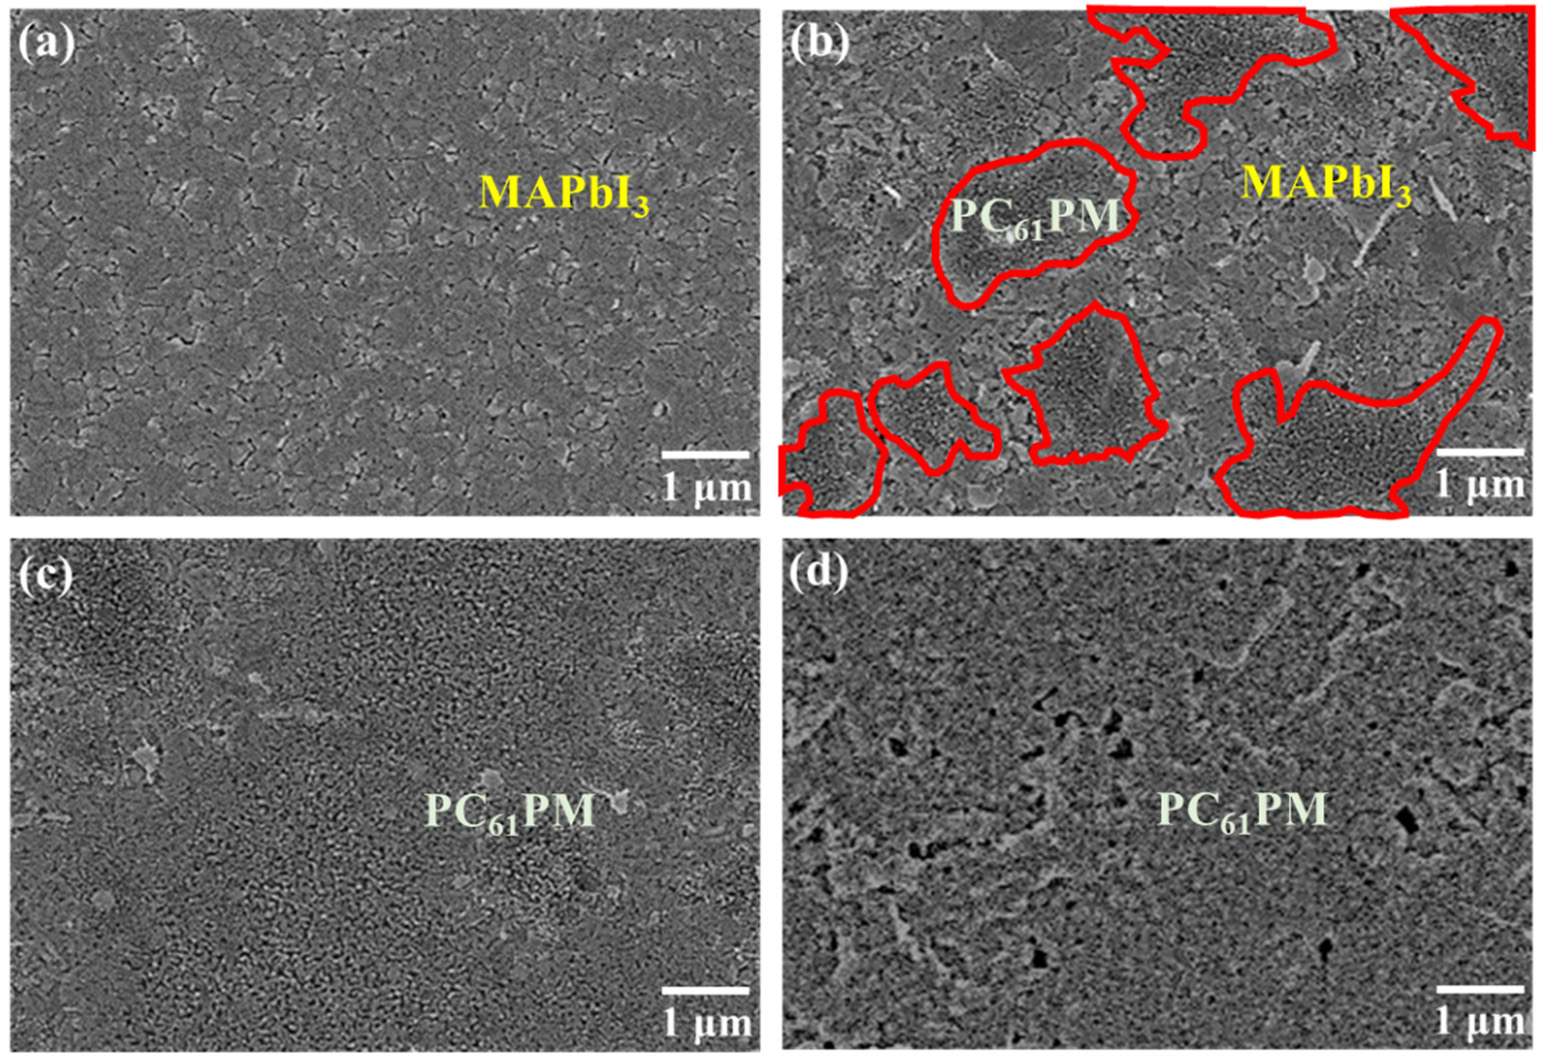 (a)
MAPbI₃
1 μm
(b)
PC₆₁PM
MAPbI₃
1 μm
(c)
PC₆₁PM
1 μm
(d)
PC₆₁PM
1 μm